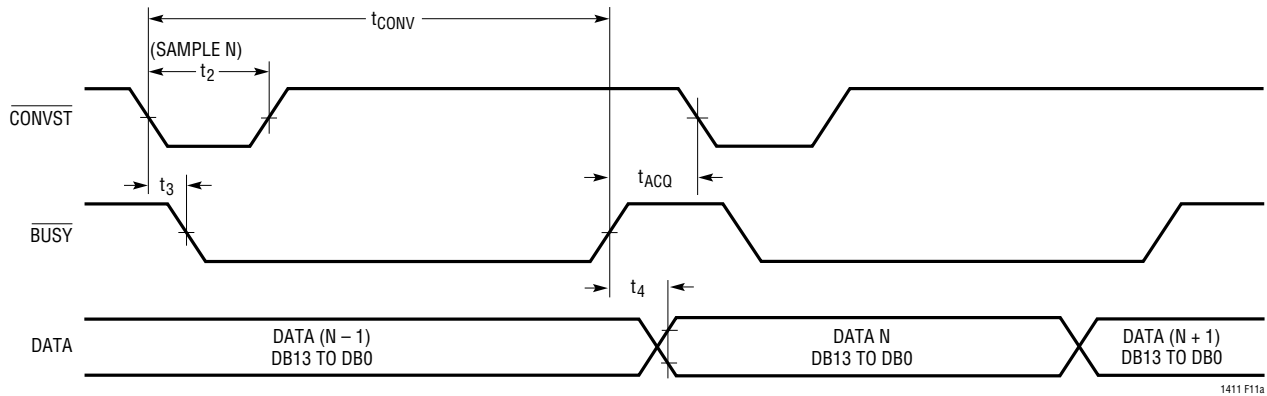 tCONV
(SAMPLE N)
t2
CONVST
t3
tACQ
BUSY
t4
DATA
DATA (N – 1)
DB13 TO DB0
DATA N
DB13 TO DB0
DATA (N + 1)
DB13 TO DB0
1411 F11a